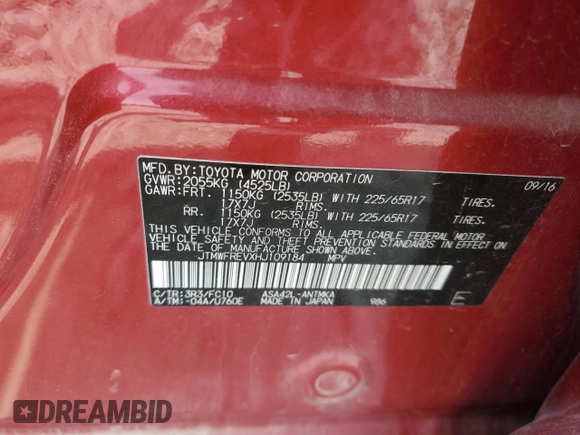 MFD. BY: TOYOTA MOTOR CORPORATION 09/16
GVWR: 2055KG (4525LB)
GAWR: FRT. 1150KG (2535LB) WITH 225/65R17 TIRES.
17X7J RIMS.
RR. 1150KG (2535LB) WITH 225/65R17 TIRES.
17X7J RIMS.
THIS VEHICLE CONFORMS TO ALL APPLICABLE FEDERAL MOTOR
VEHICLE SAFETY AND THEFT PREVENTION STANDARDS IN EFFECT ON
THE DATE OF MANUFACTURE SHOWN ABOVE.
JTMWFREVXHJ109184 MPV
C/TR: 3R3/FC10 ASA42L-ANTMKA E
A/TM: -04A/U760E MADE IN JAPAN 986
DREAMBID